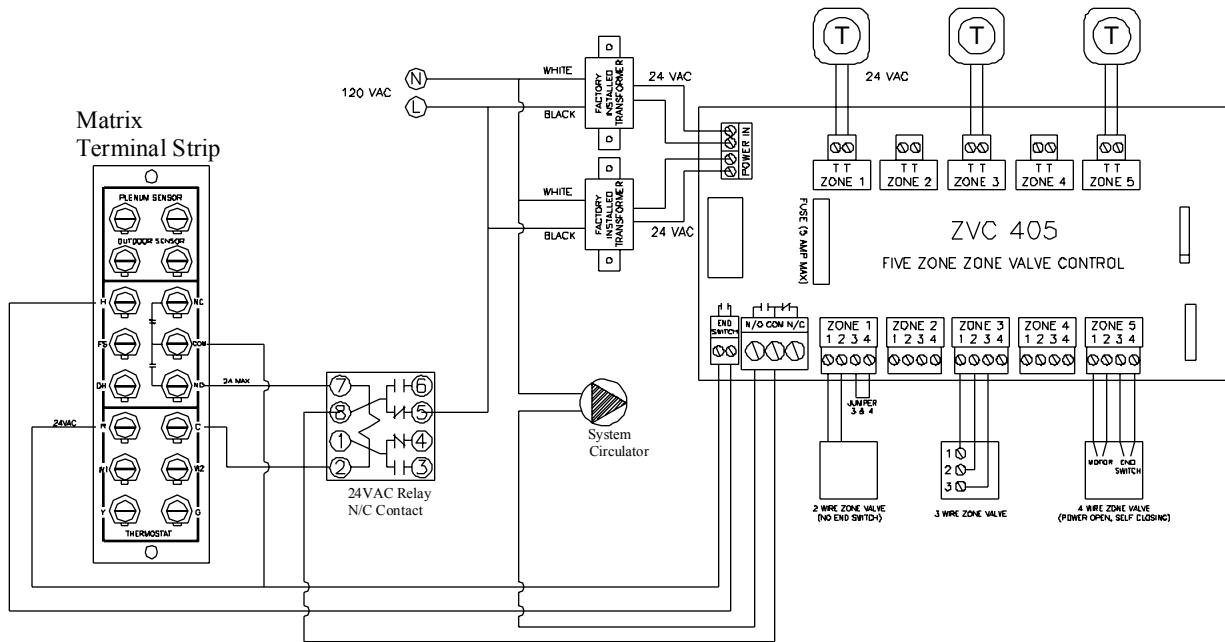 Matrix
Terminal Strip
PLENUM SENSOR
OUTDOOR SENSOR
H NC
FS COM
DH NO
R C
W1 W2
Y G
THERMOSTAT
24VAC
2A MAX
120 VAC
N
L
WHITE
BLACK
FACTORY
INSTALLED
TRANSFORMER
24 VAC
WHITE
BLACK
FACTORY
INSTALLED
TRANSFORMER
24 VAC
POWER IN
7 6
8 5
1 4
2 3
24VAC Relay
N/C Contact
System
Circulator
T T T
24 VAC
T T T T T T T T T T
ZONE 1 ZONE 2 ZONE 3 ZONE 4 ZONE 5
FUSE (5 AMP MAX)
ZVC 405
FIVE ZONE ZONE VALVE CONTROL
END
SWITCH
N/O COM N/C
ZONE 1 ZONE 2 ZONE 3 ZONE 4 ZONE 5
1 2 3 4 1 2 3 4 1 2 3 4 1 2 3 4 1 2 3 4
JUMPER
3 & 4
2 WIRE ZONE VALVE
(NO END SWITCH)
1
2
3
3 WIRE ZONE VALVE
MOTOR
END
SWITCH
4 WIRE ZONE VALVE
(POWER OPEN, SELF CLOSING)